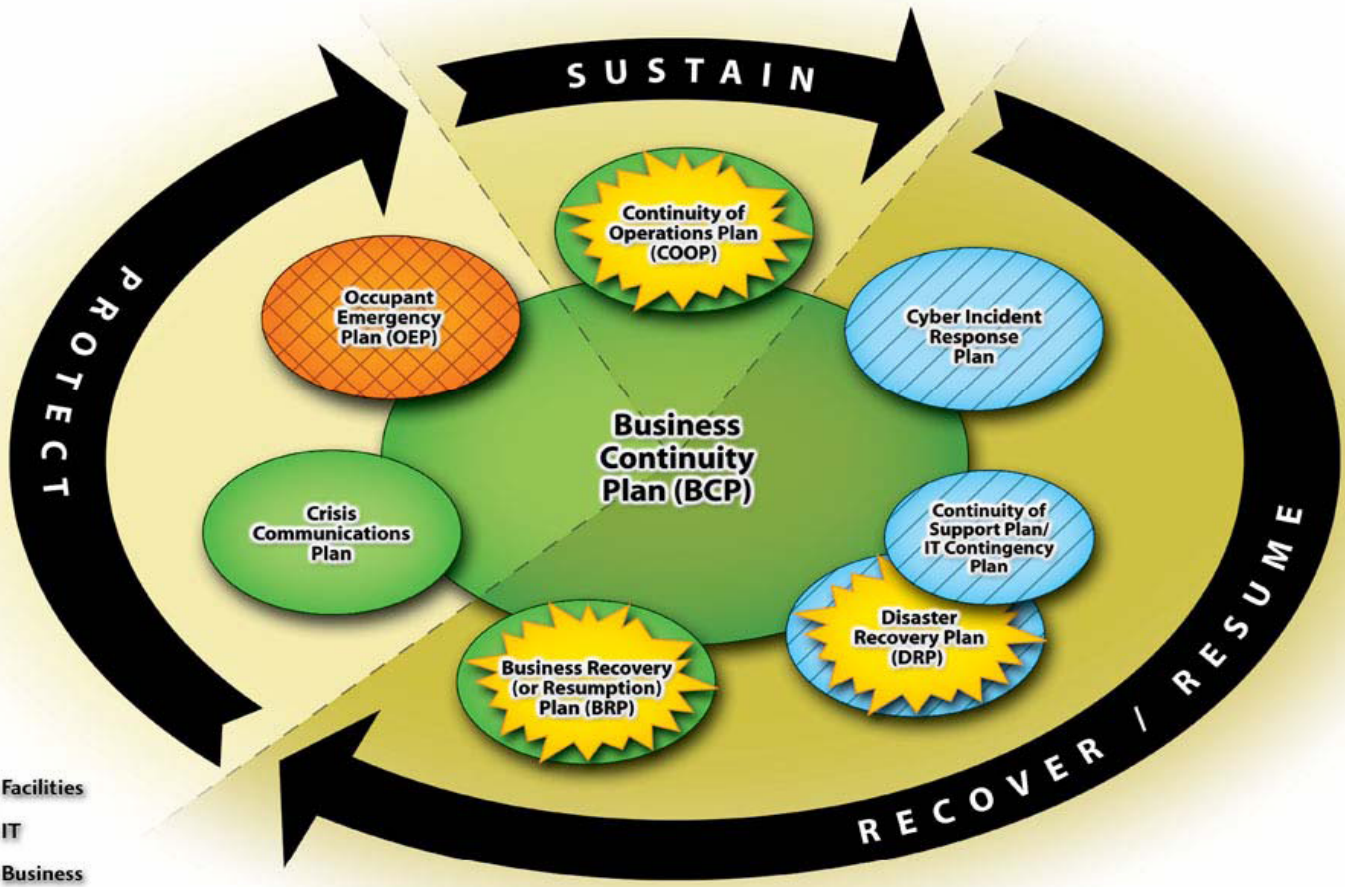 SUSTAIN
PROTECT
Continuity of
Operations Plan
(COOP)
Occupant
Emergency
Plan (OEP)
Cyber Incident
Response
Plan
Business
Continuity
Plan (BCP)
Crisis
Communications
Plan
Continuity of
Support Plan/
IT Contingency
Plan
Disaster
Recovery Plan
(DRP)
Business Recovery
(or Resumption)
Plan (BRP)
RECOVER / RESUME
Facilities
IT
Business